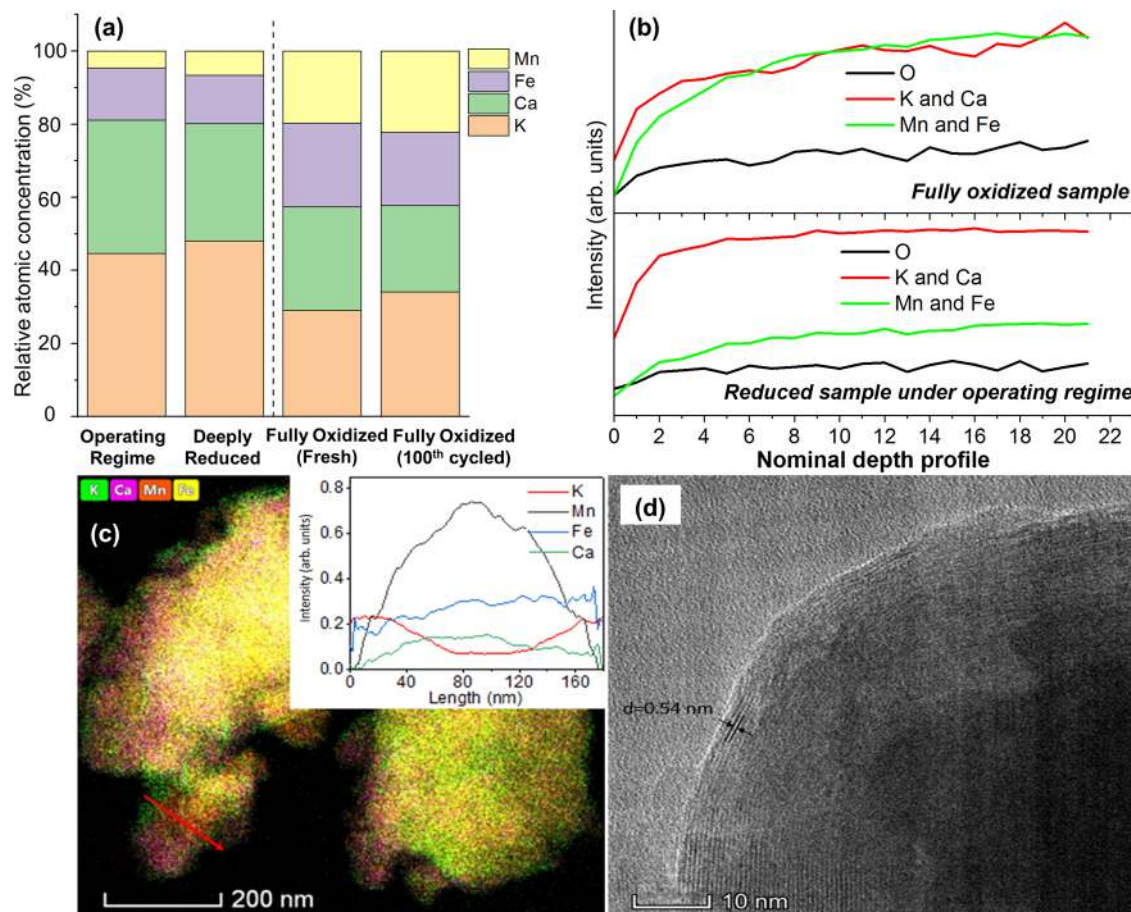 (a)
Relative atomic concentration (%)
100
80
60
40
20
0
Mn
Fe
Ca
K
Operating Regime
Deeply Reduced
Fully Oxidized (Fresh)
Fully Oxidized (100th cycled)
(b)
Intensity (arb. units)
O
K and Ca
Mn and Fe
Fully oxidized sample
O
K and Ca
Mn and Fe
Reduced sample under operating regime
0 2 4 6 8 10 12 14 16 18 20 22
Nominal depth profile
K Ca Mn Fe
(c)
Intensity (arb. units)
0.8
0.6
0.4
0.2
0.0
K
Mn
Fe
Ca
0 40 80 120 160
Length (nm)
200 nm
(d)
d=0.54 nm
10 nm